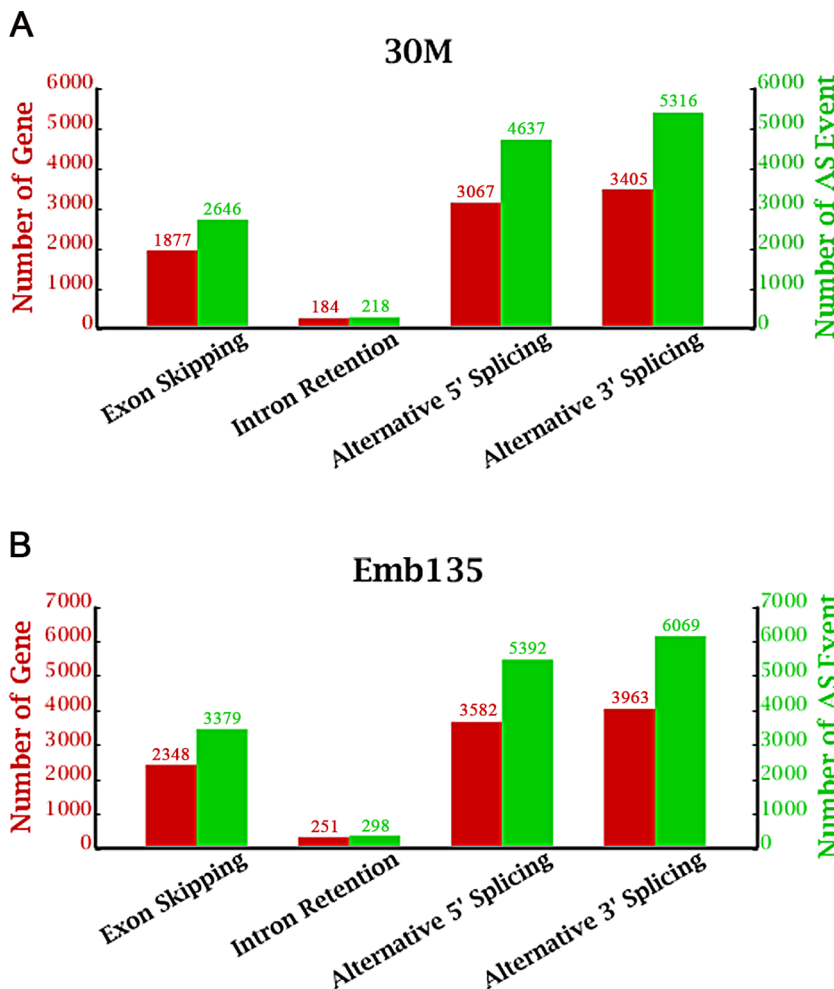 A
30M
Number of Gene
6000
5000
4000
3000
2000
1000
0
1877
2646
184
218
3067
4637
3405
5316
6000
5000
4000
3000
2000
1000
0
Number of AS Event
Exon Skipping
Intron Retention
Alternative 5' Splicing
Alternative 3' Splicing
B
Emb135
Number of Gene
7000
6000
5000
4000
3000
2000
1000
0
2348
3379
251
298
3582
5392
3963
6069
7000
6000
5000
4000
3000
2000
1000
0
Number of AS Event
Exon Skipping
Intron Retention
Alternative 5' Splicing
Alternative 3' Splicing